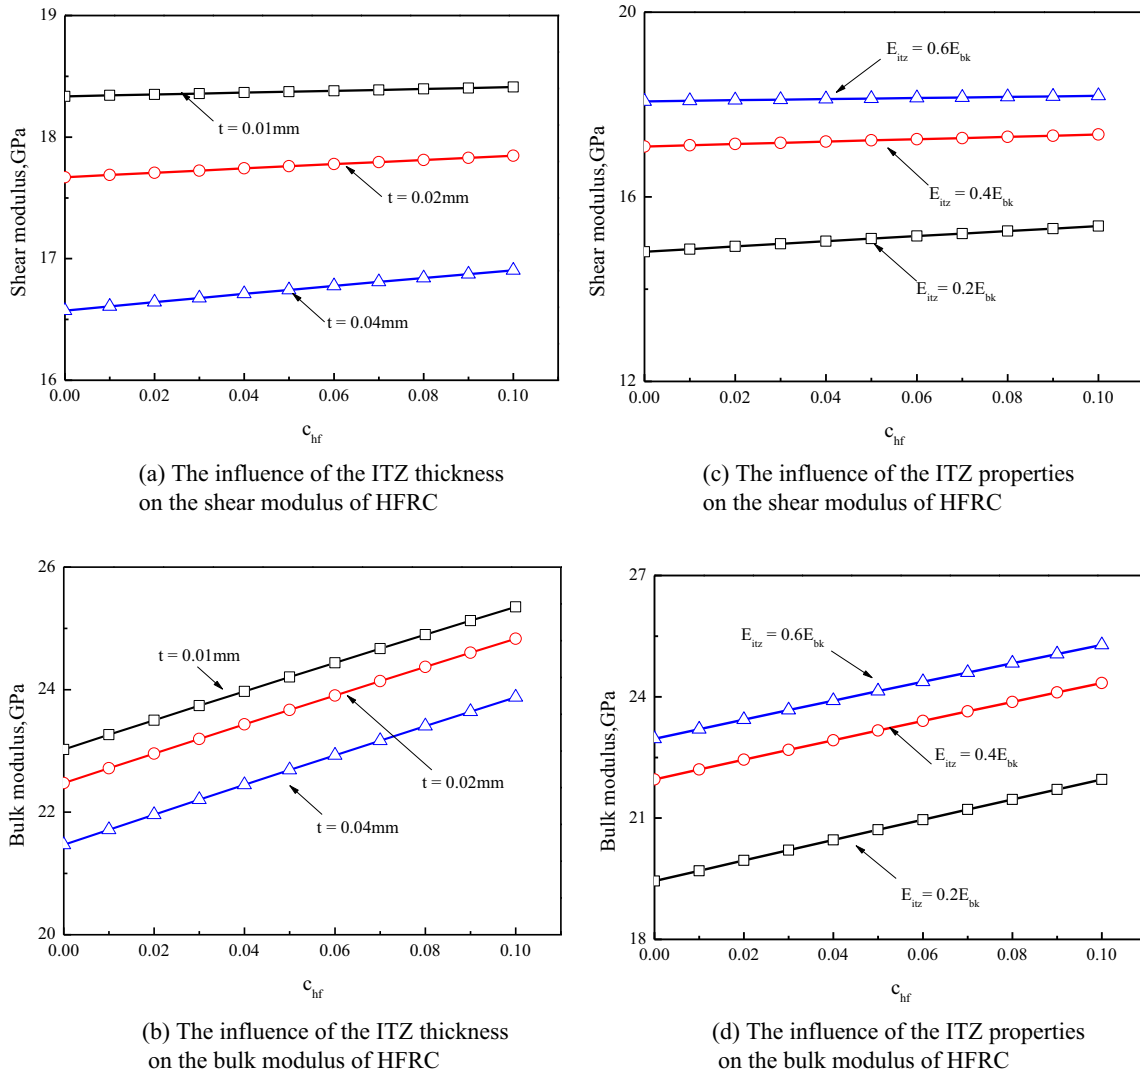 19
18
17
16
Shear modulus,GPa
t = 0.01mm
t = 0.02mm
t = 0.04mm
0.00 0.02 0.04 0.06 0.08 0.10
c_hf
(a) The influence of the ITZ thickness
on the shear modulus of HFRC
20
16
12
Shear modulus,GPa
E_itz = 0.6E_bk
E_itz = 0.4E_bk
E_itz = 0.2E_bk
0.00 0.02 0.04 0.06 0.08 0.10
c_hf
(c) The influence of the ITZ properties
on the shear modulus of HFRC
26
24
22
20
Bulk modulus,GPa
t = 0.01mm
t = 0.02mm
t = 0.04mm
0.00 0.02 0.04 0.06 0.08 0.10
c_hf
(b) The influence of the ITZ thickness
on the bulk modulus of HFRC
27
24
21
18
Bulk modulus,GPa
E_itz = 0.6E_bk
E_itz = 0.4E_bk
E_itz = 0.2E_bk
0.00 0.02 0.04 0.06 0.08 0.10
c_hf
(d) The influence of the ITZ properties
on the bulk modulus of HFRC